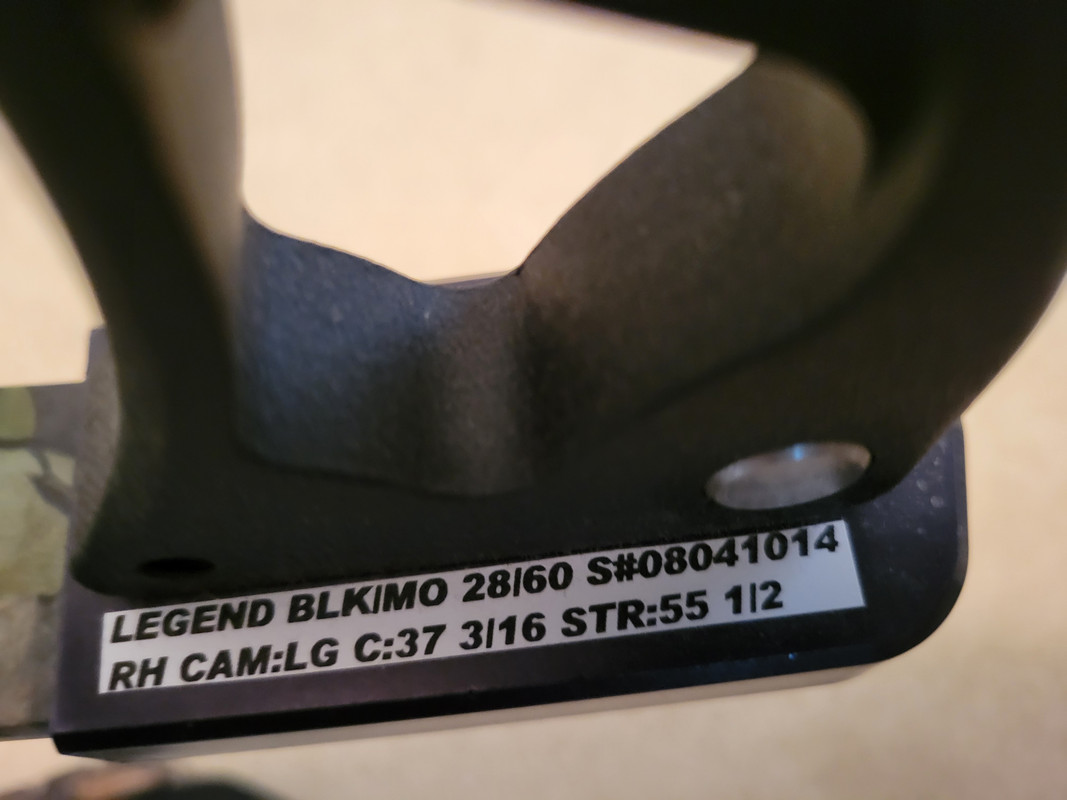 LEGEND BLK/MO 28/60 S#08041014
RH CAM:LG C:37 3/16 STR:55 1/2